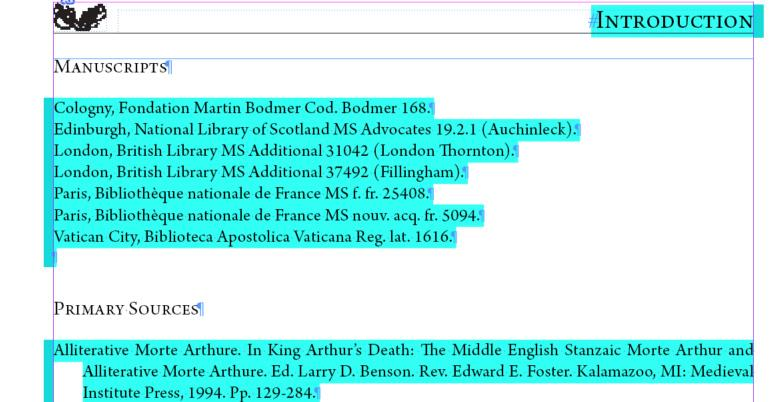 #Introduction
Manuscripts¶
Cologny, Fondation Martin Bodmer Cod. Bodmer 168.¶
Edinburgh, National Library of Scotland MS Advocates 19.2.1 (Auchinleck).¶
London, British Library MS Additional 31042 (London Thornton).¶
London, British Library MS Additional 37492 (Fillingham).¶
Paris, Bibliothèque nationale de France MS f. fr. 25408.¶
Paris, Bibliothèque nationale de France MS nouv. acq. fr. 5094.¶
Vatican City, Biblioteca Apostolica Vaticana Reg. lat. 1616.¶
¶
Primary Sources¶
Alliterative Morte Arthure. In King Arthur’s Death: The Middle English Stanzaic Morte Arthur and
Alliterative Morte Arthure. Ed. Larry D. Benson. Rev. Edward E. Foster. Kalamazoo, MI: Medieval
Institute Press, 1994. Pp. 129-284.¶